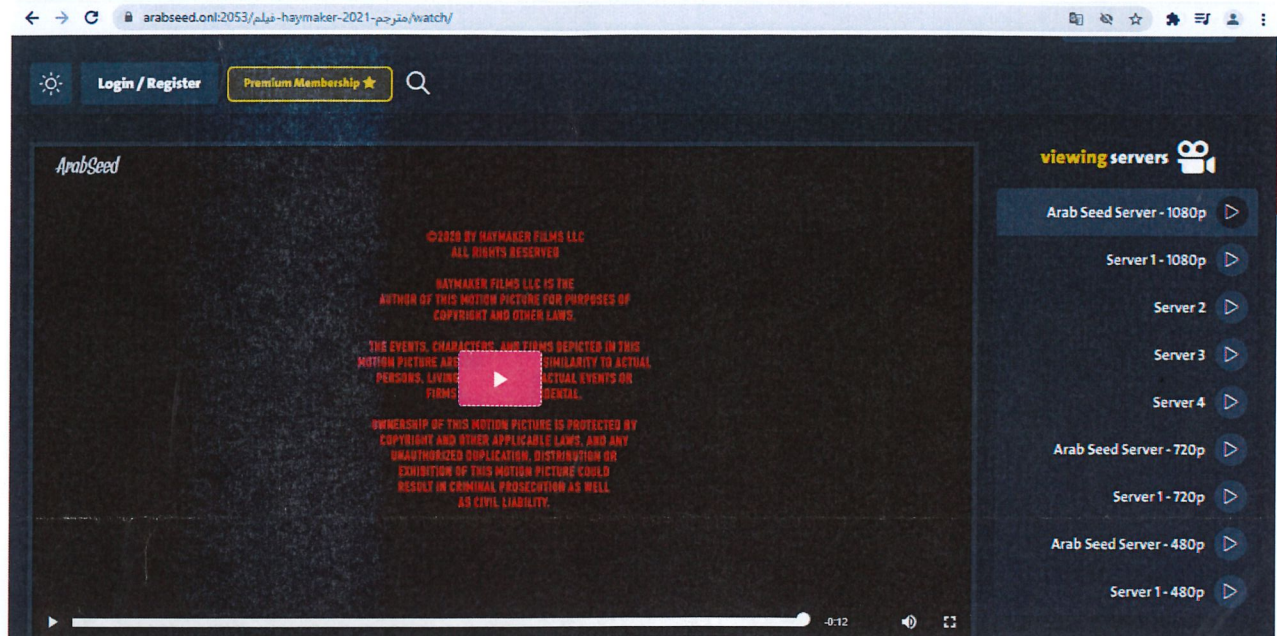 arabseed.onl:2053/فيلم-haymaker-2021-مترجم/watch/
Login / Register
Premium Membership
ArabSeed
©2020 BY HAYMAKER FILMS LLC
ALL RIGHTS RESERVED
HAYMAKER FILMS LLC IS THE
AUTHOR OF THIS MOTION PICTURE FOR PURPOSES OF
COPYRIGHT AND OTHER LAWS.
THE EVENTS, CHARACTERS, AND FIRMS DEPICTED IN THIS
MOTION PICTURE ARE SIMILARITY TO ACTUAL
PERSONS, LIVING ACTUAL EVENTS OR
FIRMS
OWNERSHIP OF THIS MOTION PICTURE IS PROTECTED BY
COPYRIGHT AND OTHER APPLICABLE LAWS, AND ANY
UNAUTHORIZED DUPLICATION, DISTRIBUTION OR
EXHIBITION OF THIS MOTION PICTURE COULD
RESULT IN CRIMINAL PROSECUTION AS WELL
AS CIVIL LIABILITY.
-0:12
viewing servers
Arab Seed Server - 1080p
Server 1 - 1080p
Server 2
Server 3
Server 4
Arab Seed Server - 720p
Server 1 - 720p
Arab Seed Server - 480p
Server 1 - 480p